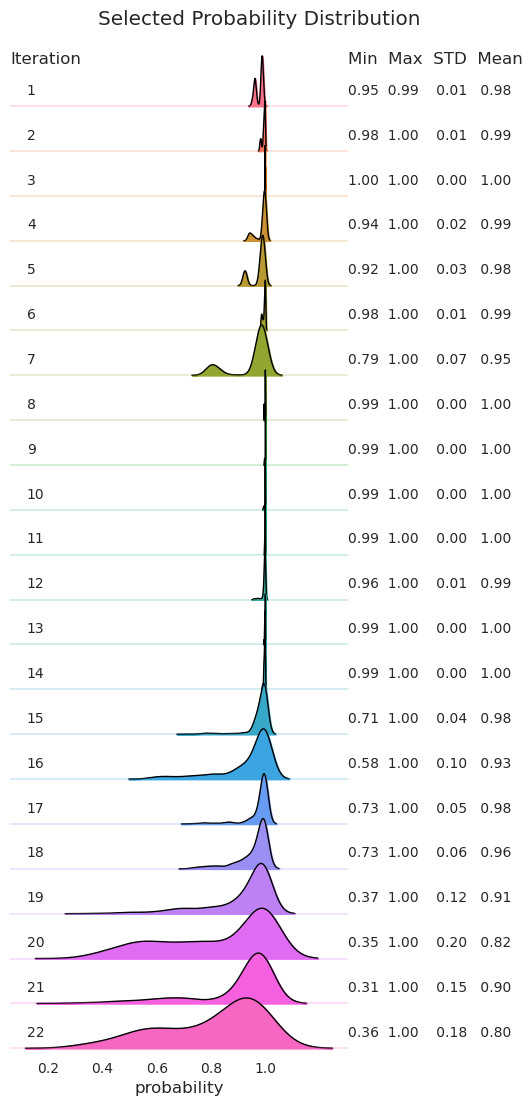 Selected Probability Distribution
Iteration Min Max STD Mean
1 0.95 0.99 0.01 0.98
2 0.98 1.00 0.01 0.99
3 1.00 1.00 0.00 1.00
4 0.94 1.00 0.02 0.99
5 0.92 1.00 0.03 0.98
6 0.98 1.00 0.01 0.99
7 0.79 1.00 0.07 0.95
8 0.99 1.00 0.00 1.00
9 0.99 1.00 0.00 1.00
10 0.99 1.00 0.00 1.00
11 0.99 1.00 0.00 1.00
12 0.96 1.00 0.01 0.99
13 0.99 1.00 0.00 1.00
14 0.99 1.00 0.00 1.00
15 0.71 1.00 0.04 0.98
16 0.58 1.00 0.10 0.93
17 0.73 1.00 0.05 0.98
18 0.73 1.00 0.06 0.96
19 0.37 1.00 0.12 0.91
20 0.35 1.00 0.20 0.82
21 0.31 1.00 0.15 0.90
22 0.36 1.00 0.18 0.80
0.2 0.4 0.6 0.8 1.0
probability